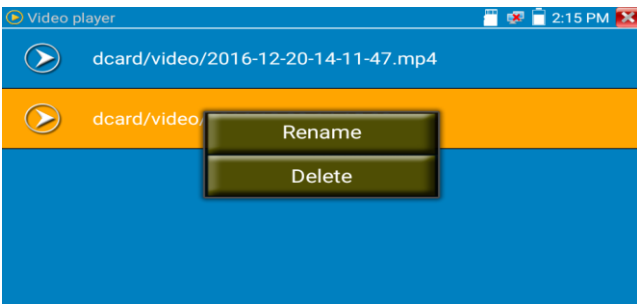 Video player
2:15 PM
dcard/video/2016-12-20-14-11-47.mp4
dcard/video/
Rename
Delete